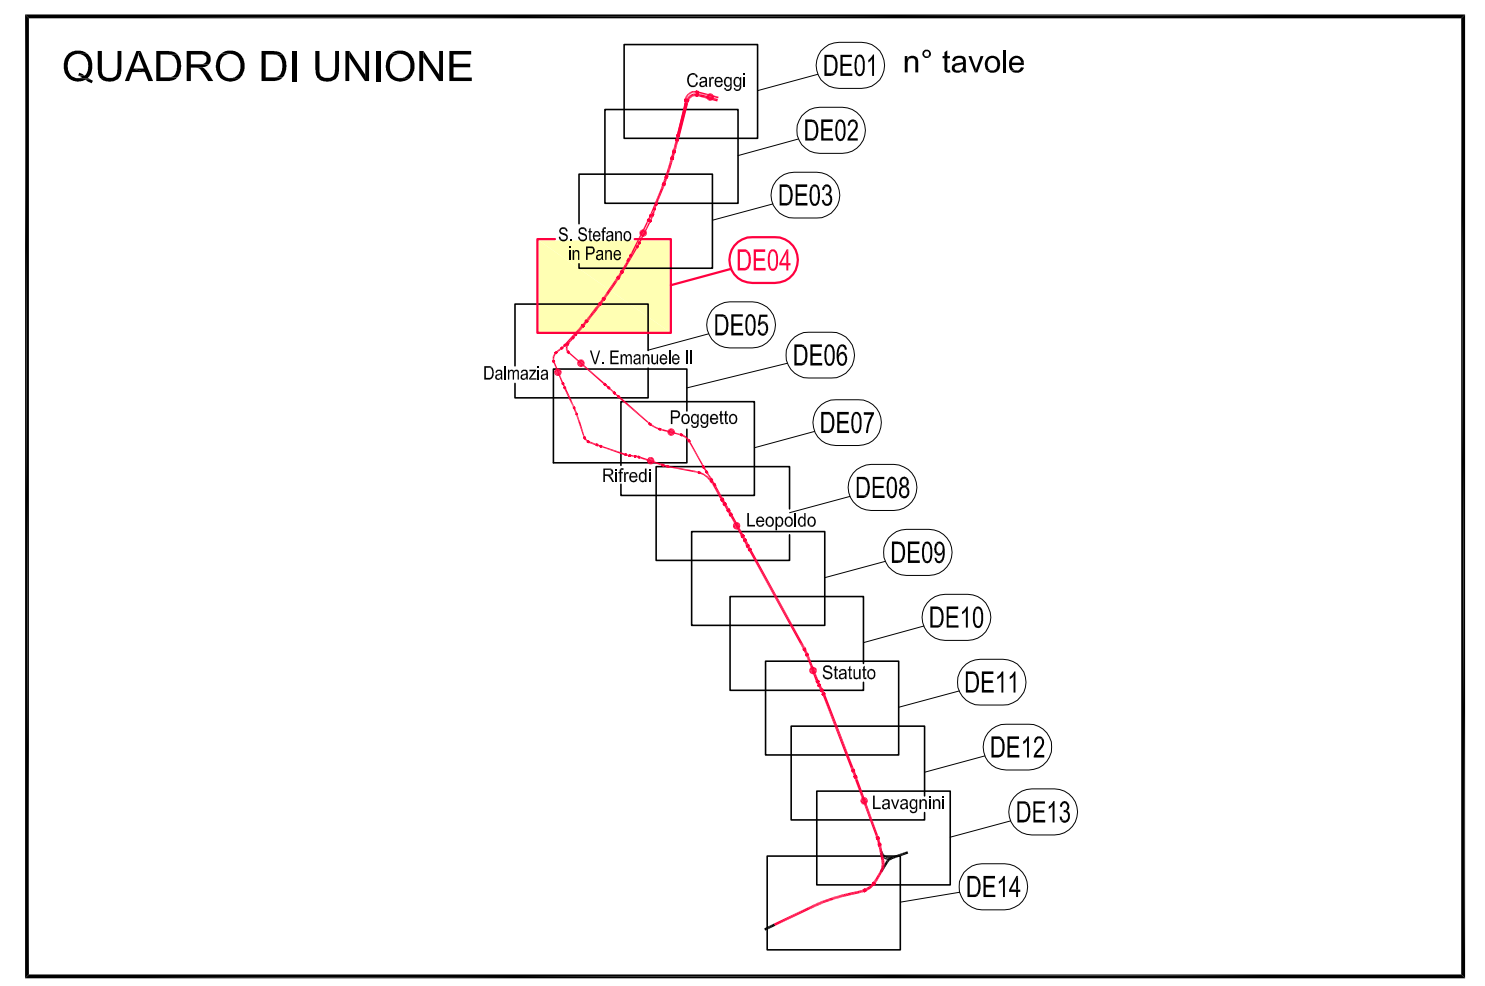 QUADRO DI UNIONE
n° tavole
DE01
Careggi
DE02
DE03
S. Stefano
in Pane
DE04
DE05
V. Emanuele II
DE06
Dalmazia
Poggetto
DE07
Rifredi
DE08
Leopoldo
DE09
DE10
Statuto
DE11
DE12
Lavagnini
DE13
DE14